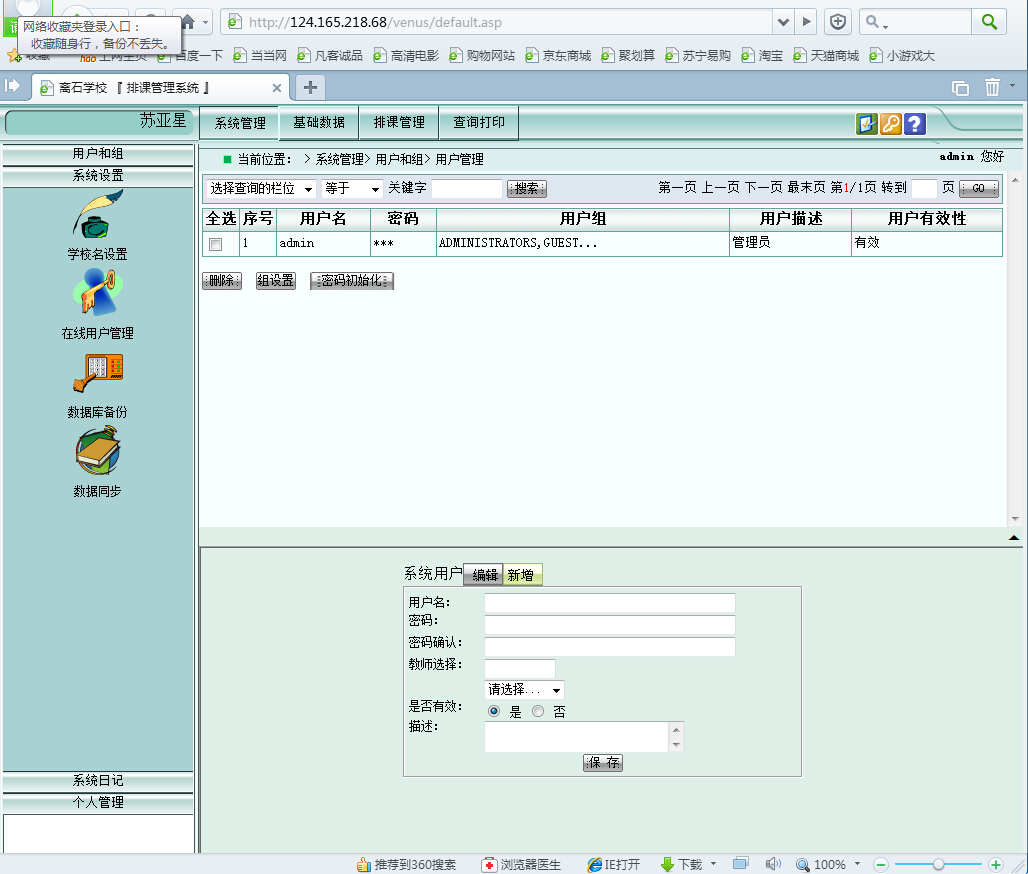 网络收藏夹登录入口：
收藏随身行，备份不丢失。
http://124.165.218.68/venus/default.asp
收藏 上网主页 百度一下 当当网 凡客诚品 高清电影 购物网站 京东商城 聚划算 苏宁易购 淘宝 天猫商城 小游戏大
离石学校 『 排课管理系统 』
苏亚星 系统管理 基础数据 排课管理 查询打印
用户和组
系统设置
学校名设置
在线用户管理
数据库备份
数据同步
系统日记
个人管理
当前位置： > 系统管理> 用户和组> 用户管理
admin 您好
选择查询的栏位 等于 关键字 搜索 第一页 上一页 下一页 最末页 第1/1页 转到 页 GO
全选 序号 用户名 密码 用户组 用户描述 用户有效性
1 admin *** ADMINISTRATORS,GUEST... 管理员 有效
删除 组设置 密码初始化
系统用户 编辑 新增
用户名:
密码:
密码确认:
教师选择:
请选择...
是否有效: 是 否
描述:
保 存
推荐到360搜索 浏览器医生 IE打开 下载 100%